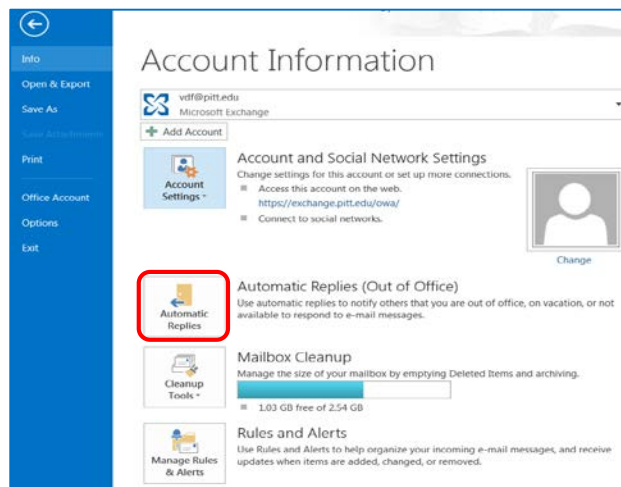 Info
Open & Export
Save As
Save Attachments
Print
Office Account
Options
Exit
Account Information
vdf@pitt.edu
Microsoft Exchange
Add Account
Account
Settings
Account and Social Network Settings
Change settings for this account or set up more connections.
Access this account on the web.
https://exchange.pitt.edu/owa/
Connect to social networks.
Change
Automatic
Replies
Automatic Replies (Out of Office)
Use automatic replies to notify others that you are out of office, on vacation, or not
available to respond to e-mail messages.
Cleanup
Tools
Mailbox Cleanup
Manage the size of your mailbox by emptying Deleted Items and archiving.
1.03 GB free of 2.54 GB
Manage Rules
& Alerts
Rules and Alerts
Use Rules and Alerts to help organize your incoming e-mail messages, and receive
updates when items are added, changed, or removed.